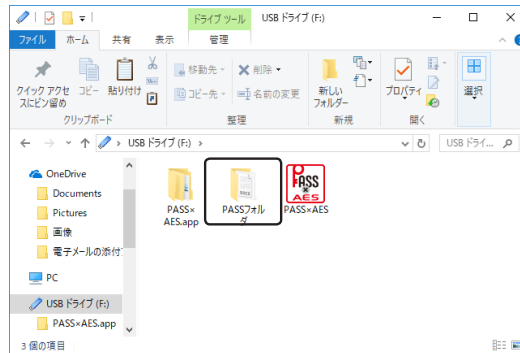 ドライブ ツール USB ドライブ (F:)
ファイル ホーム 共有 表示 管理
クイック アクセスにピン留め
コピー
貼り付け
クリップボード
移動先
コピー先
削除
名前の変更
整理
新しい
フォルダー
新規
プロパティ
開く
選択
USB ドライブ (F:)
USB ドライ...
OneDrive
Documents
Pictures
画像
電子メールの添付
PC
USB ドライブ (F:)
PASS×AES.app
PASS×
AES.app
PASSフォル
ダ
PASS
AES
PASS×AES
3 個の項目